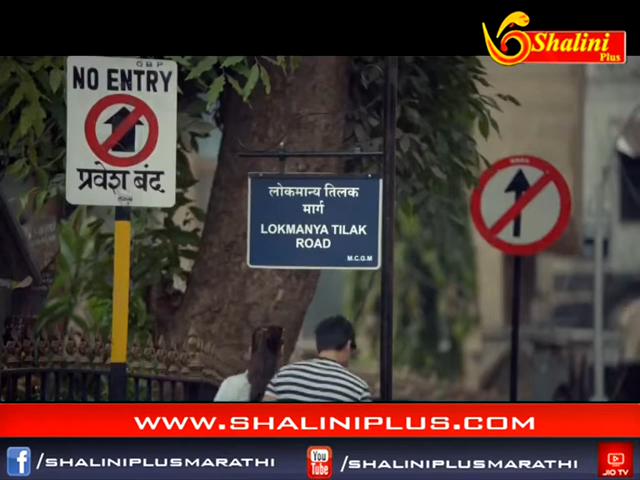 Shalini
Plus
GBP
NO ENTRY
प्रवेश बंद
लोकमान्य तिलक
मार्ग
LOKMANYA TILAK
ROAD
M.C.G.M
WWW.SHALINIPLUS.COM
/SHALINIPLUSMARATHI
You
Tube
/SHALINIPLUSMARATHI
JIO TV